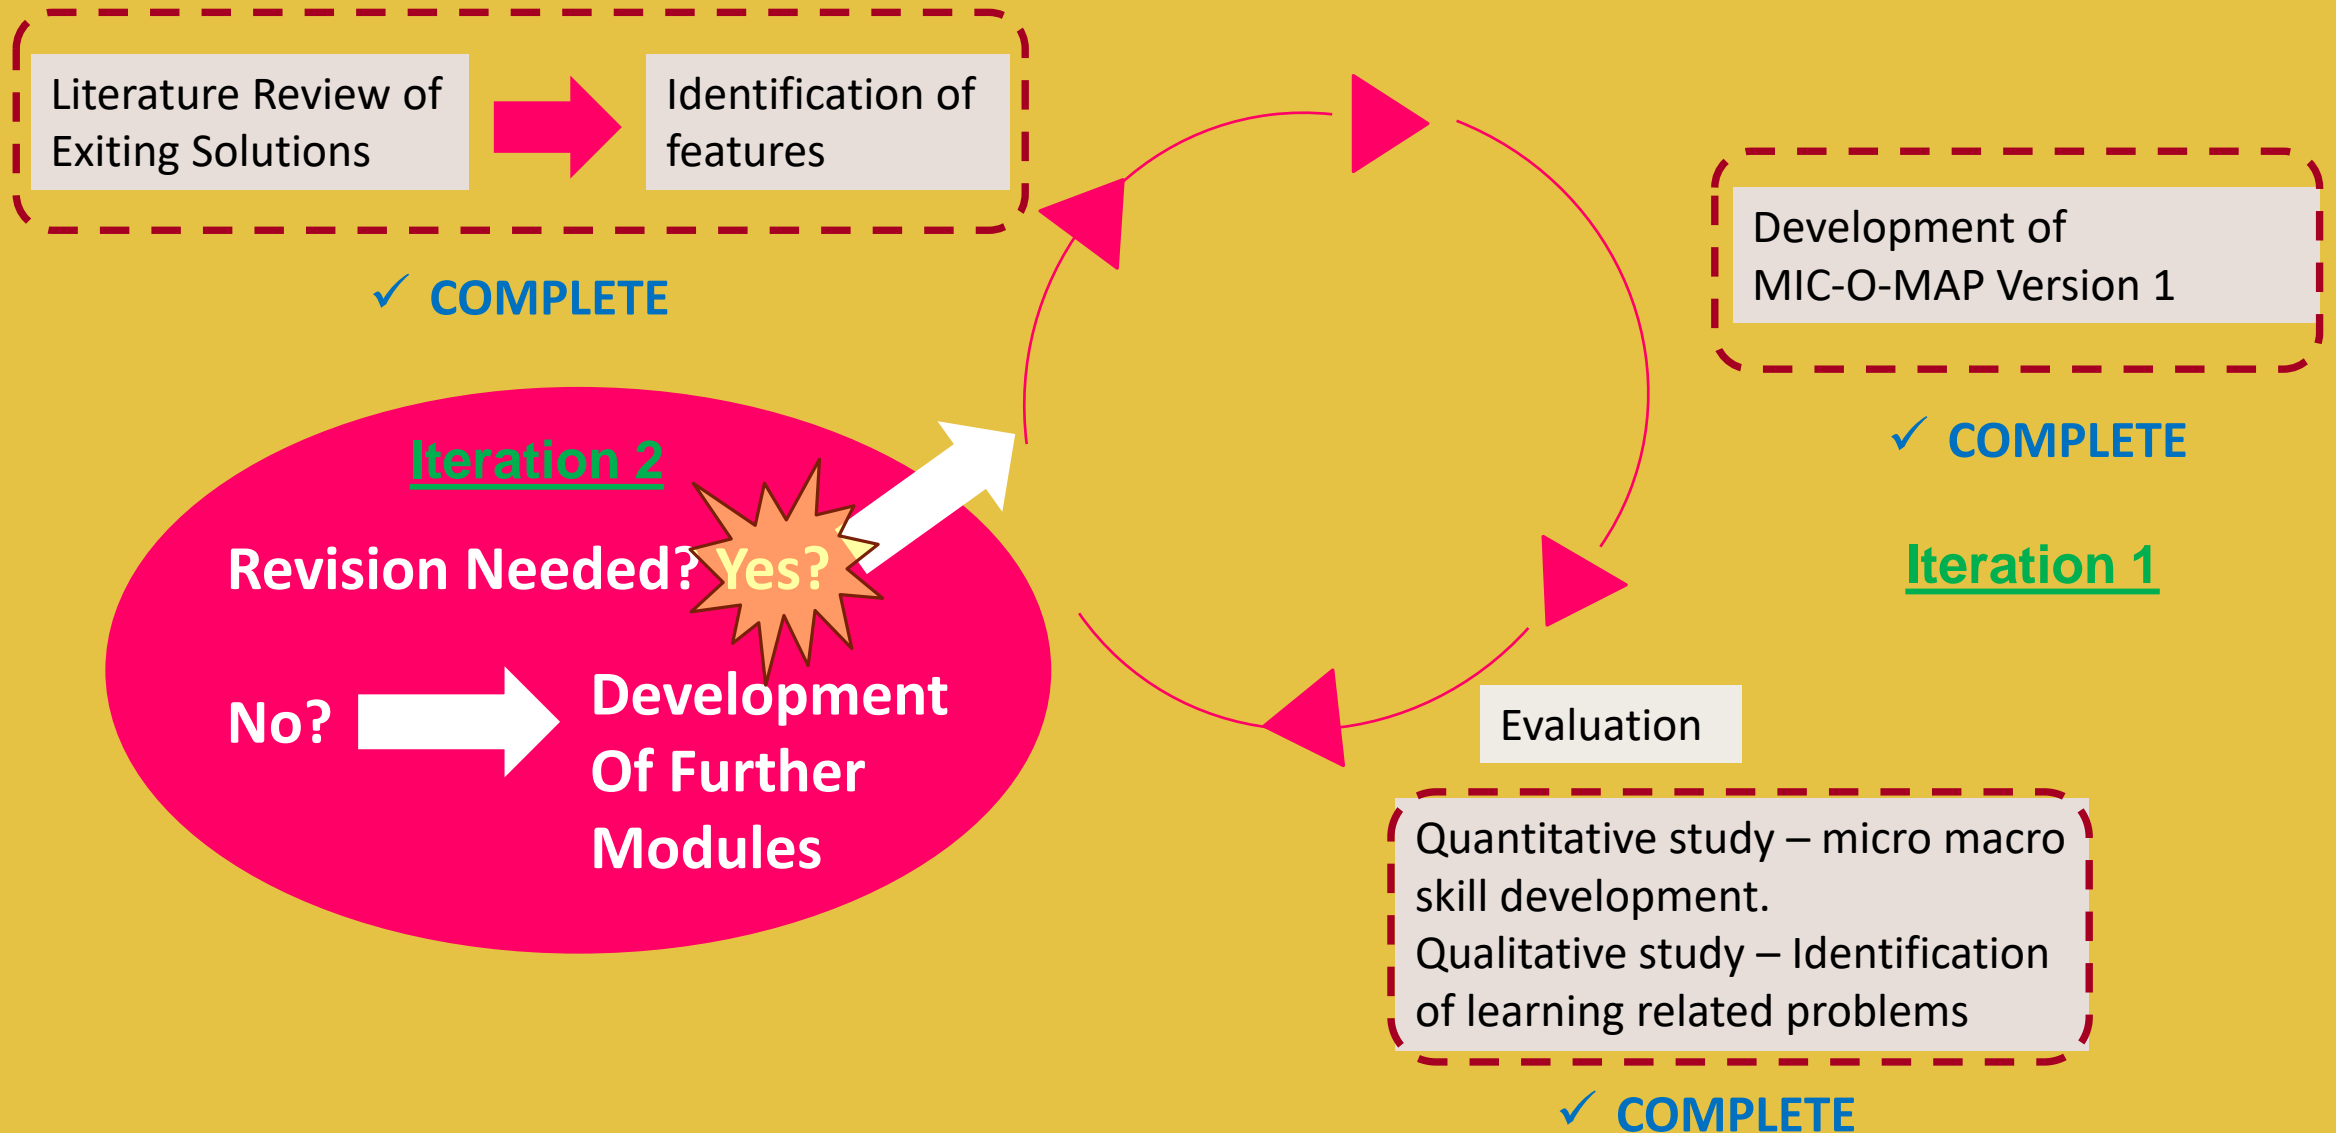 Literature Review of
Exiting Solutions
Identification of
features
✓ COMPLETE
Development of
MIC-O-MAP Version 1
✓ COMPLETE
Iteration 1
Evaluation
Quantitative study – micro macro
skill development.
Qualitative study – Identification
of learning related problems
✓ COMPLETE
Iteration 2
Revision Needed? Yes?
No?
Development
Of Further
Modules